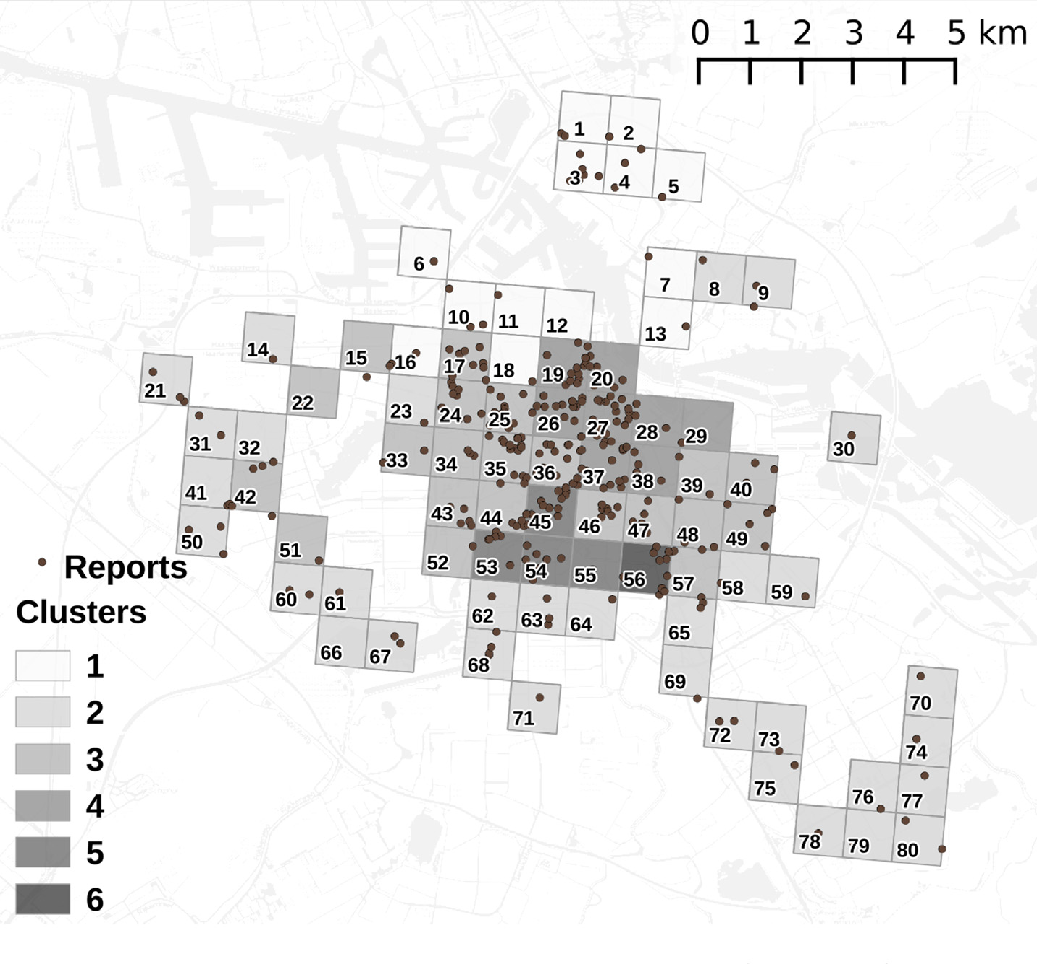 0 1 2 3 4 5 km
1 2
3 4 5
6
7 8 9
10 11 12 13
14 15 16 17 18 19 20
21 22 23 24 25 26 27 28 29
30
31 32 33 34 35 36 37 38 39 40
41 42 43 44 45 46 47 48 49
50 51 52 53 54 55 56 57 58 59
Reports
Clusters
60 61 62 63 64 65
66 67 68 69
70
71 72 73 74
75 76 77
78 79 80
1
2
3
4
5
6